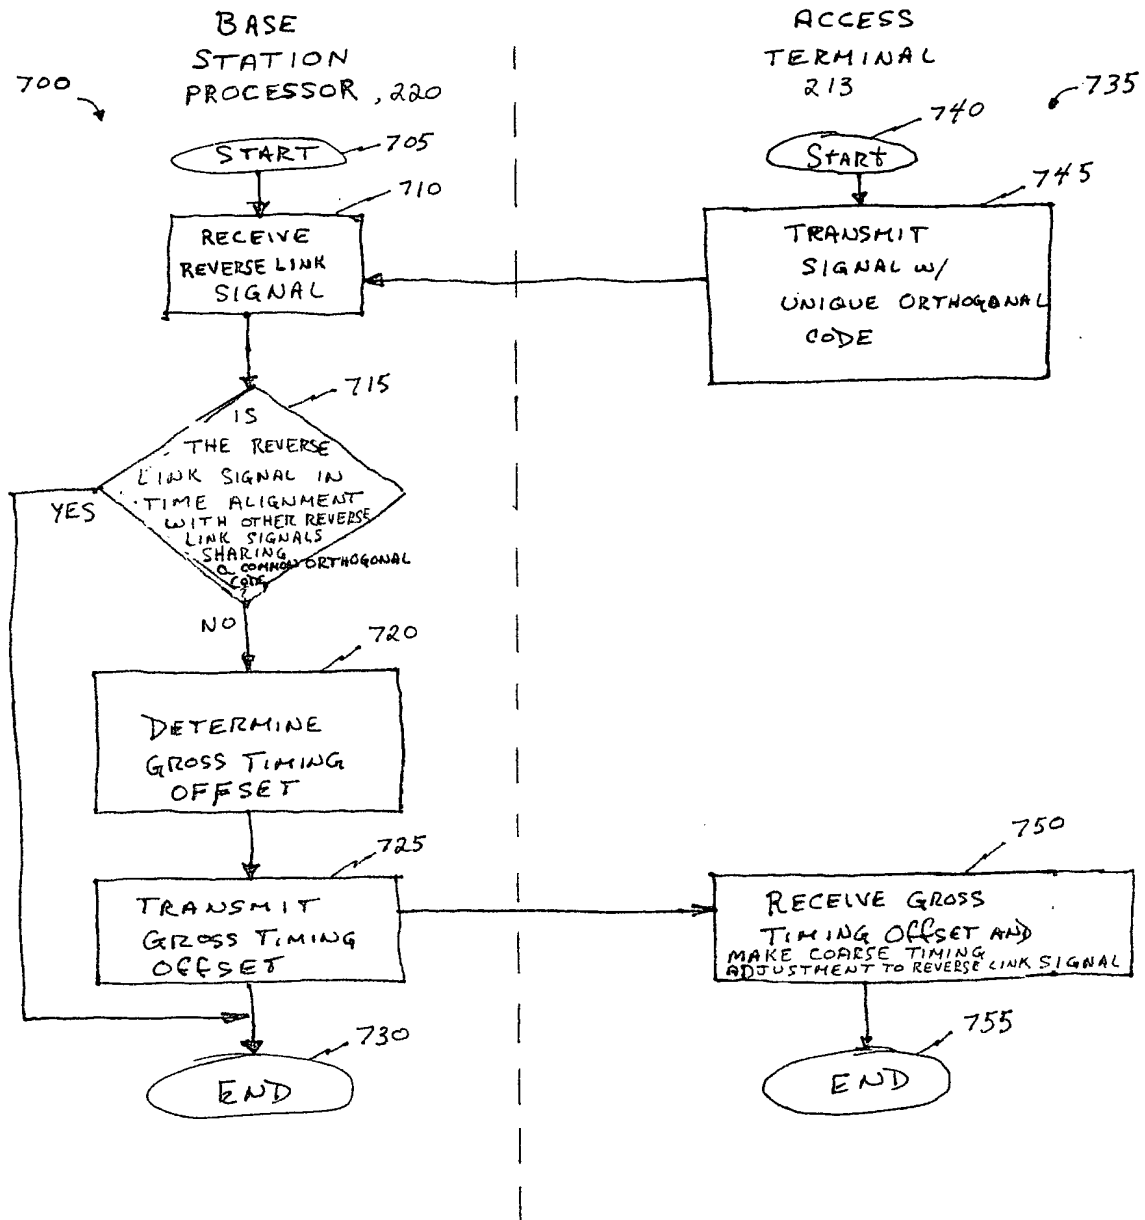 BASE
STATION
PROCESSOR, 220
700
START
705
710
RECEIVE
REVERSE LINK
SIGNAL
715
IS
THE REVERSE
LINK SIGNAL IN
TIME ALIGNMENT
WITH OTHER REVERSE
LINK SIGNALS
SHARING
a COMMON ORTHOGONAL
CODE
?
YES
NO
720
DETERMINE
GROSS TIMING
OFFSET
725
TRANSMIT
GROSS TIMING
OFFSET
730
END
ACCESS
TERMINAL
213
735
740
Start
745
TRANSMIT
SIGNAL W/
UNIQUE ORTHOGONAL
CODE
750
RECEIVE GROSS
TIMING OFFSET AND
MAKE COARSE TIMING
ADJUSTMENT TO REVERSE LINK SIGNAL
755
END